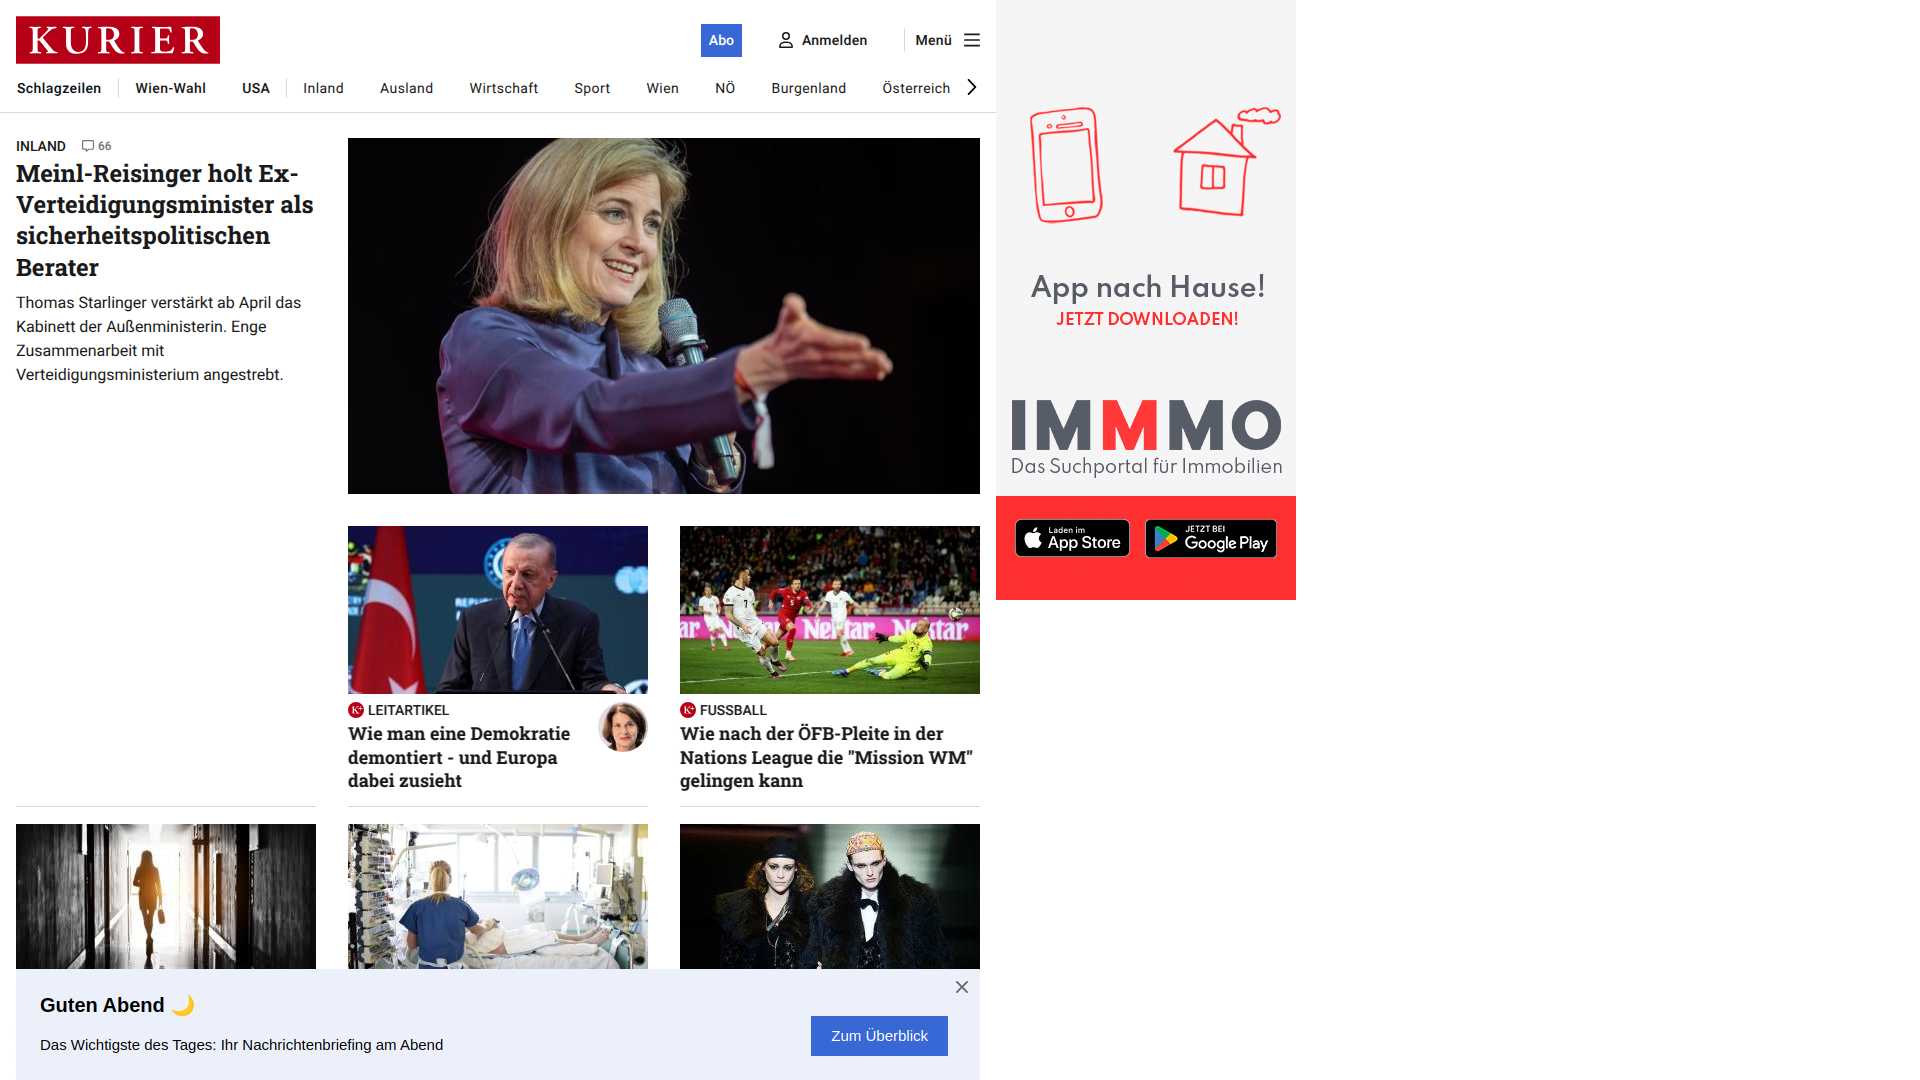 KURIER
Abo
Anmelden
Menü
Schlagzeilen
Wien-Wahl
USA
Inland
Ausland
Wirtschaft
Sport
Wien
NÖ
Burgenland
Österreich
INLAND 66
Meinl-Reisinger holt Ex-
Verteidigungsminister als
sicherheitspolitischen
Berater
Thomas Starlinger verstärkt ab April das
Kabinett der Außenministerin. Enge
Zusammenarbeit mit
Verteidigungsministerium angestrebt.
K+ LEITARTIKEL
Wie man eine Demokratie
demontiert - und Europa
dabei zusieht
K+ FUSSBALL
Wie nach der ÖFB-Pleite in der
Nations League die "Mission WM"
gelingen kann
Guten Abend 🌙
Das Wichtigste des Tages: Ihr Nachrichtenbriefing am Abend
Zum Überblick
App nach Hause!
JETZT DOWNLOADEN!
IMMMO
Das Suchportal für Immobilien
Laden im
App Store
JETZT BEI
Google Play